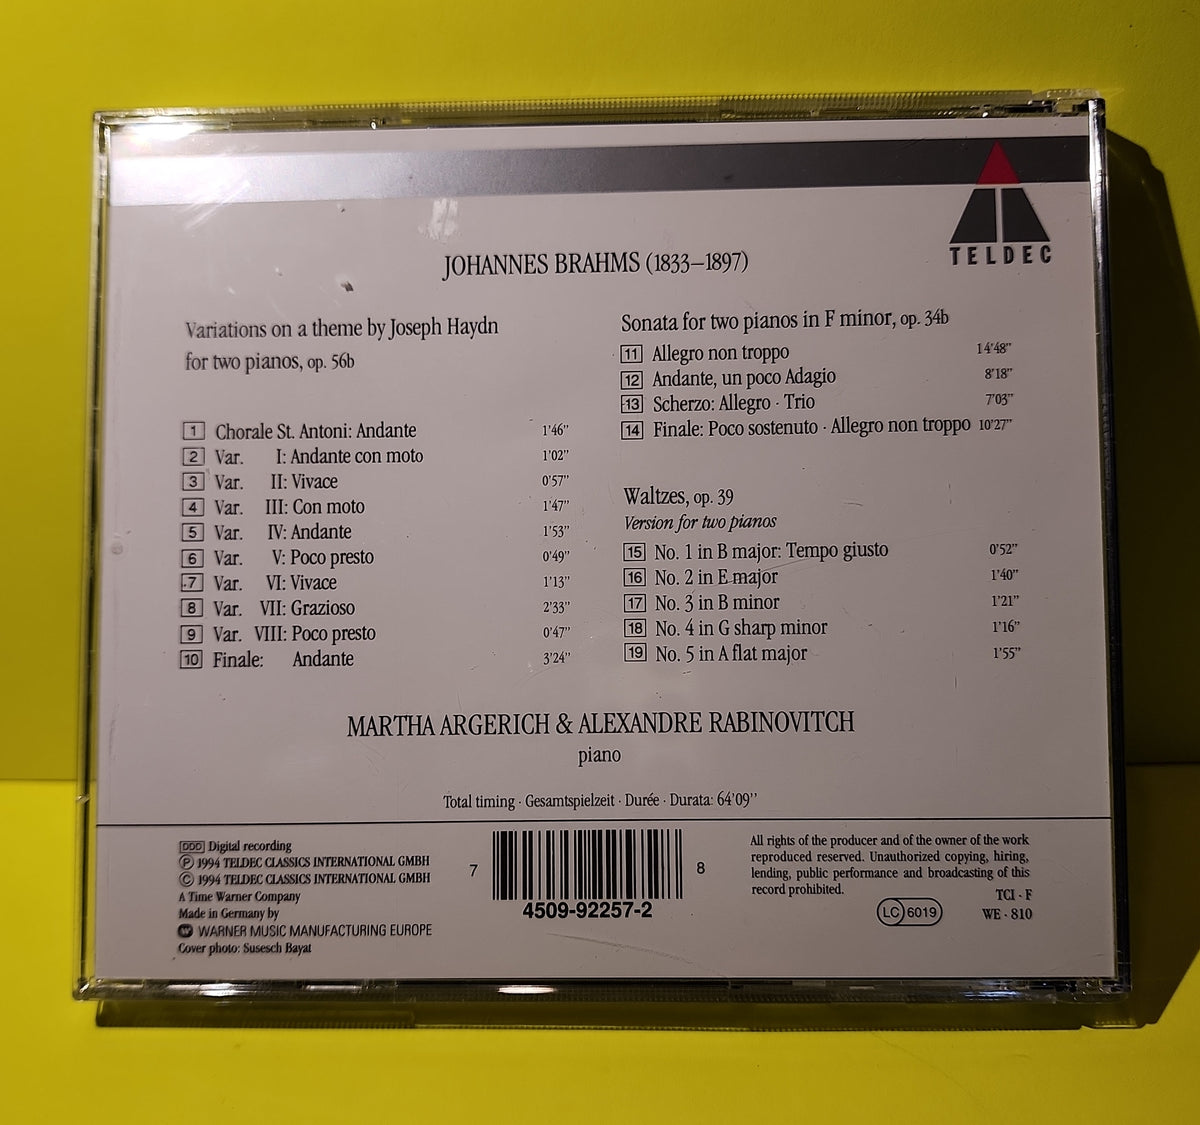 TELDEC
JOHANNES BRAHMS (1833–1897)
Variations on a theme by Joseph Haydn
for two pianos, op. 56b
1 Chorale St. Antoni: Andante 1'46"
2 Var. I: Andante con moto 1'02"
3 Var. II: Vivace 0'57"
4 Var. III: Con moto 1'47"
5 Var. IV: Andante 1'53"
6 Var. V: Poco presto 0'49"
7 Var. VI: Vivace 1'13"
8 Var. VII: Grazioso 2'33"
9 Var. VIII: Poco presto 0'47"
10 Finale: Andante 3'24"
Sonata for two pianos in F minor, op. 34b
11 Allegro non troppo 14'48"
12 Andante, un poco Adagio 8'18"
13 Scherzo: Allegro · Trio 7'03"
14 Finale: Poco sostenuto · Allegro non troppo 10'27"
Waltzes, op. 39
Version for two pianos
15 No. 1 in B major: Tempo giusto 0'52"
16 No. 2 in E major 1'40"
17 No. 3 in B minor 1'21"
18 No. 4 in G sharp minor 1'16"
19 No. 5 in A flat major 1'55"
MARTHA ARGERICH & ALEXANDRE RABINOVITCH
piano
Total timing · Gesamtspielzeit · Durée · Durata: 64'09"
DDD Digital recording
Ⓟ 1994 TELDEC CLASSICS INTERNATIONAL GMBH
© 1994 TELDEC CLASSICS INTERNATIONAL GMBH
A Time Warner Company
Made in Germany by
WARNER MUSIC MANUFACTURING EUROPE
Cover photo: Susesch Bayat
7 8
4509-92257-2
All rights of the producer and of the owner of the work
reproduced reserved. Unauthorized copying, hiring,
lending, public performance and broadcasting of this
record prohibited.
LC 6019
TCI · F
WE · 810